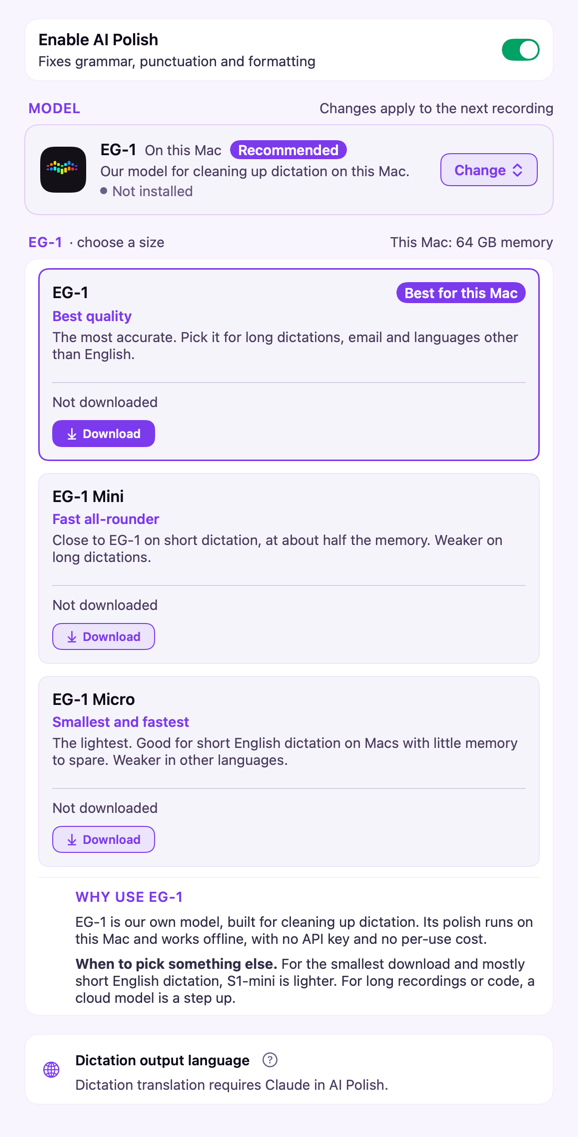 Enable AI Polish
Fixes grammar, punctuation and formatting
MODEL
Changes apply to the next recording
EG-1 On this Mac Recommended
Our model for cleaning up dictation on this Mac.
Not installed
Change
EG-1 · choose a size
This Mac: 64 GB memory
EG-1
Best for this Mac
Best quality
The most accurate. Pick it for long dictations, email and languages other
than English.
Not downloaded
Download
EG-1 Mini
Fast all-rounder
Close to EG-1 on short dictation, at about half the memory. Weaker on
long dictations.
Not downloaded
Download
EG-1 Micro
Smallest and fastest
The lightest. Good for short English dictation on Macs with little memory
to spare. Weaker in other languages.
Not downloaded
Download
WHY USE EG-1
EG-1 is our own model, built for cleaning up dictation. Its polish runs on
this Mac and works offline, with no API key and no per-use cost.
When to pick something else. For the smallest download and mostly
short English dictation, S1-mini is lighter. For long recordings or code, a
cloud model is a step up.
Dictation output language ?
Dictation translation requires Claude in AI Polish.